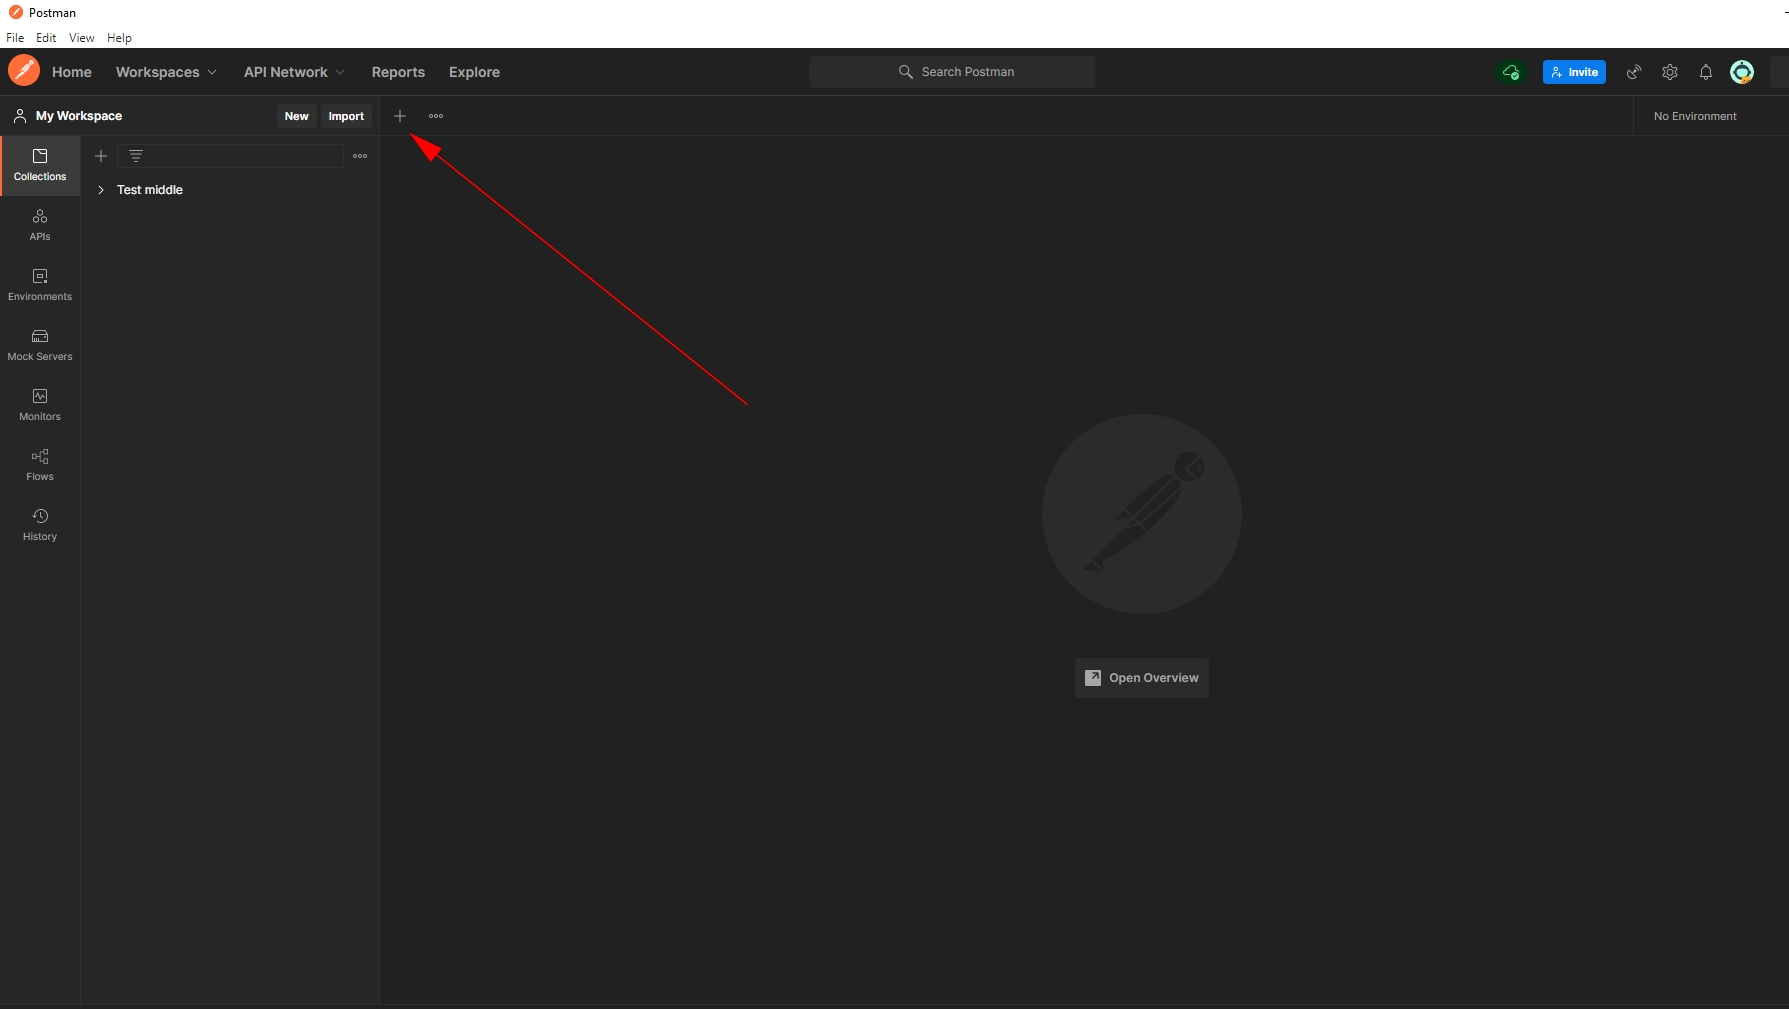 Postman
File Edit View Help
Home Workspaces API Network Reports Explore Search Postman Invite
My Workspace New Import No Environment
Collections
Test middle
APIs
Environments
Mock Servers
Monitors
Flows
History
Open Overview